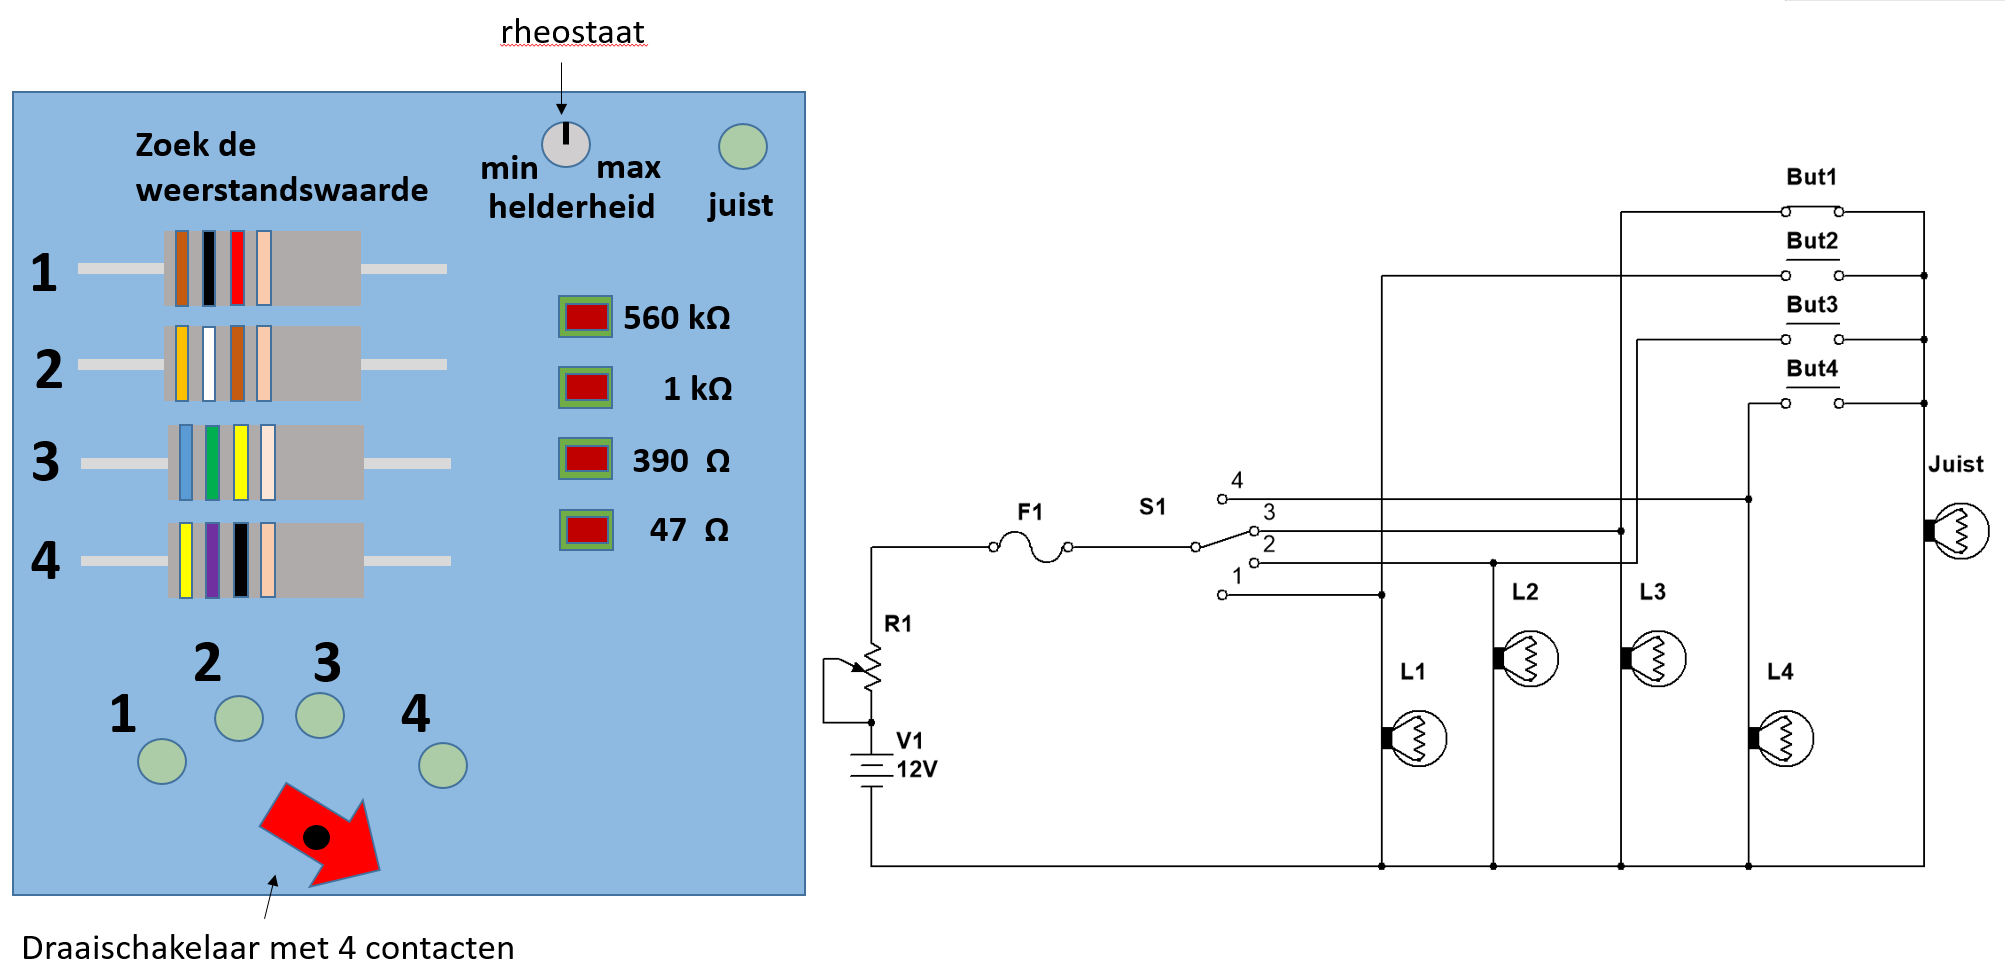 rheostaat
Zoek de
weerstandswaarde
min
max
helderheid
juist
1
2
3
4
560 kΩ
1 kΩ
390 Ω
47 Ω
1
2
3
4
Draaischakelaar met 4 contacten
But1
But2
But3
But4
Juist
F1
S1
4
3
2
1
R1
V1
12V
L1
L2
L3
L4